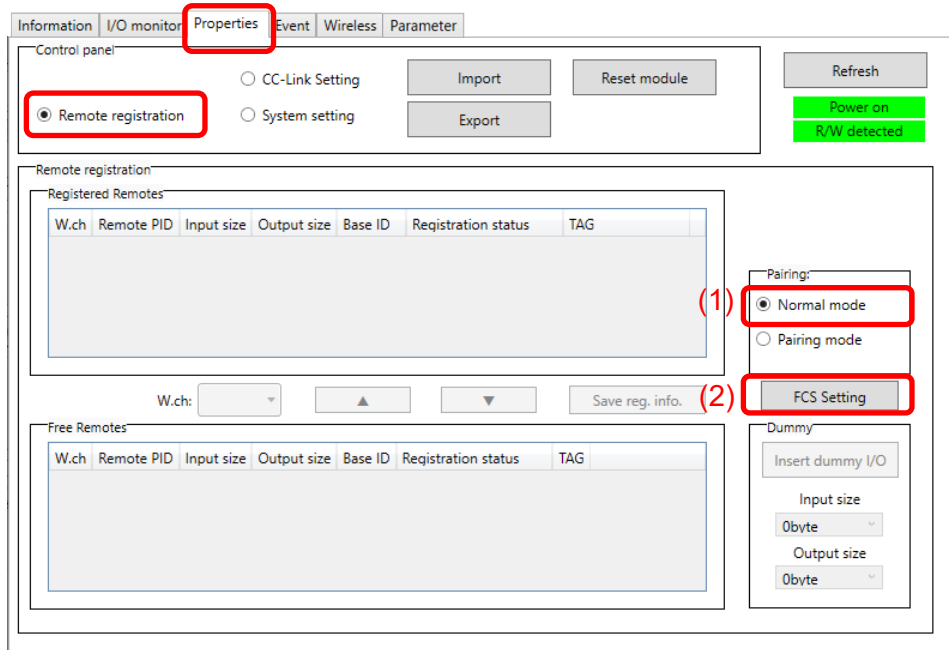 Information I/O monitor Properties Event Wireless Parameter
Control panel
Remote registration
CC-Link Setting
System setting
Import
Export
Reset module
Refresh
Power on
R/W detected
Remote registration
Registered Remotes
W.ch Remote PID Input size Output size Base ID Registration status TAG
Pairing:
(1)
Normal mode
Pairing mode
W.ch:
▲
▼
Save reg. info.
(2)
FCS Setting
Free Remotes
W.ch Remote PID Input size Output size Base ID Registration status TAG
Dummy
Insert dummy I/O
Input size
0byte
Output size
0byte